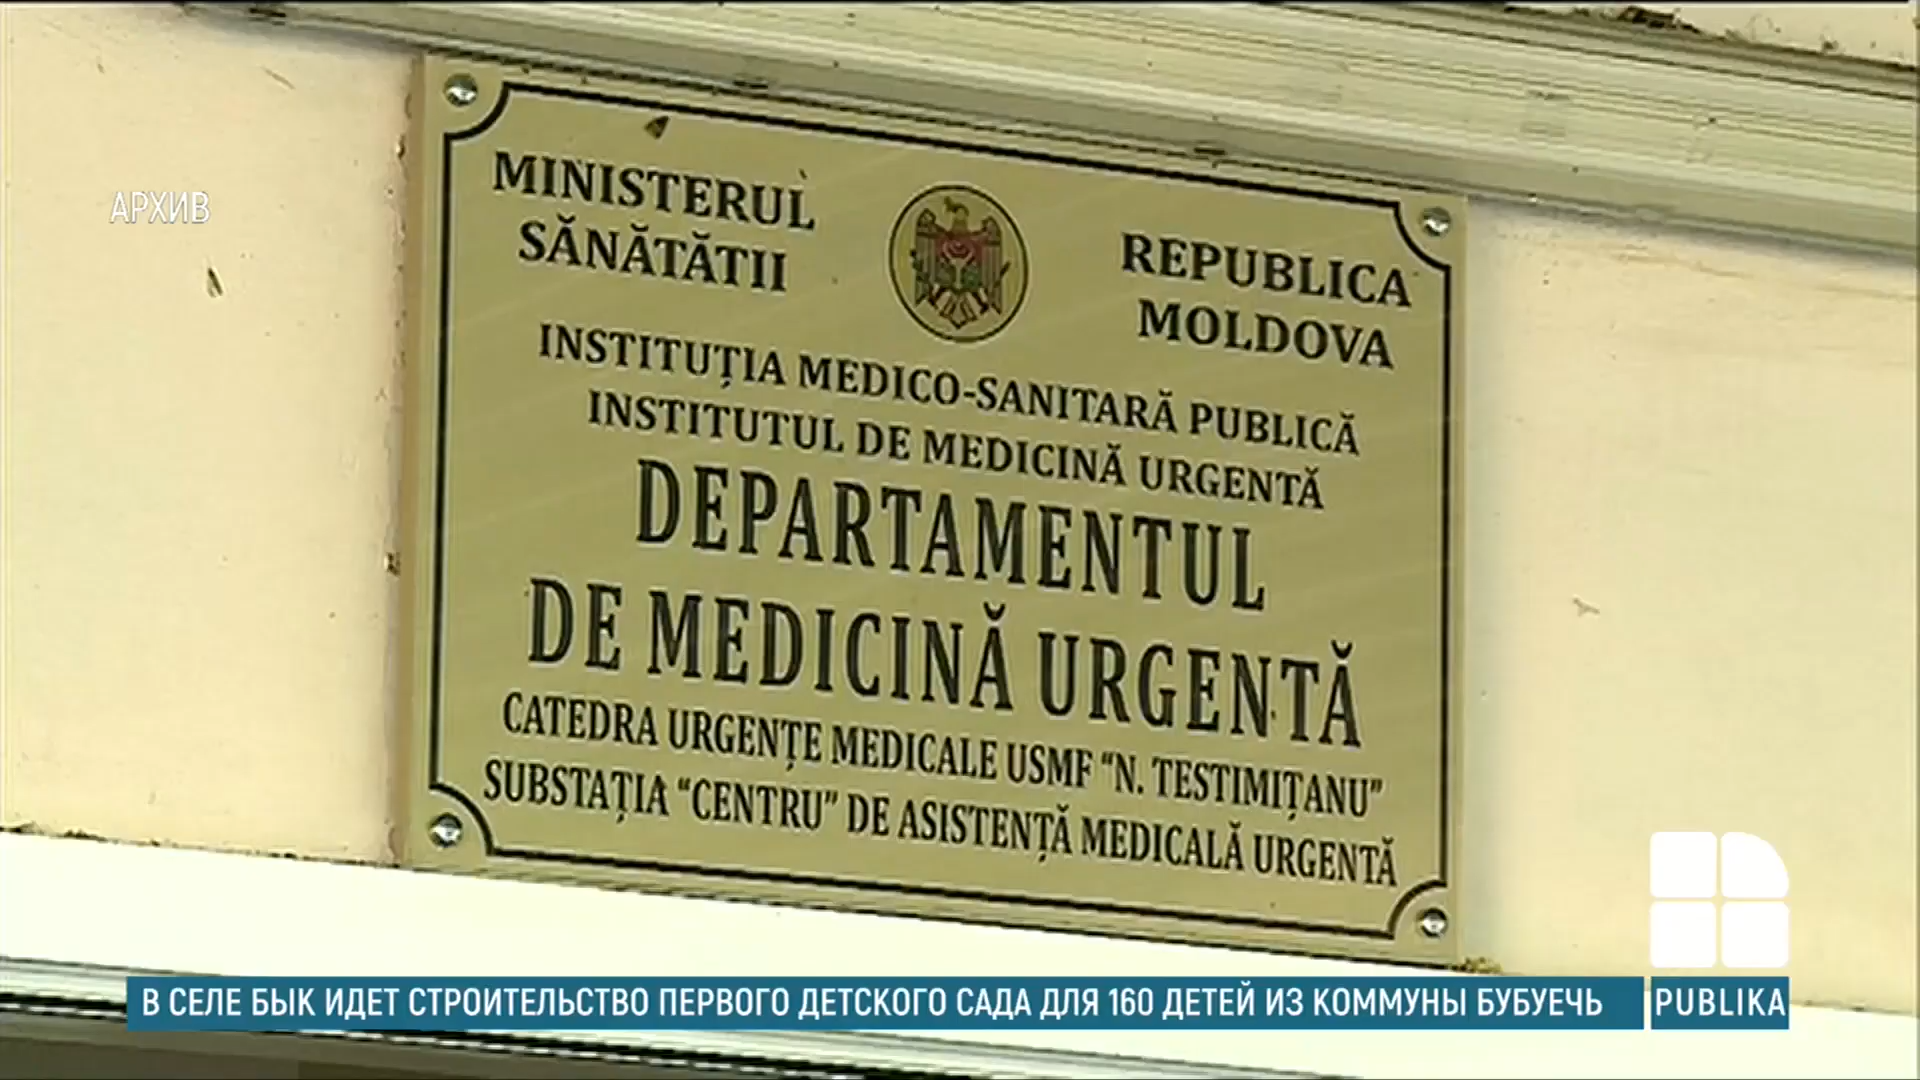 АРХИВ
MINISTERUL
SĂNĂTĂTII
REPUBLICA
MOLDOVA
INSTITUȚIA MEDICO-SANITARĂ PUBLICĂ
INSTITUTUL DE MEDICINĂ URGENTĂ
DEPARTAMENTUL
DE MEDICINĂ URGENTĂ
CATEDRA URGENȚE MEDICALE USMF “N. TESTIMIȚANU”
SUBSTAȚIA “CENTRU” DE ASISTENȚĂ MEDICALĂ URGENTĂ
В СЕЛЕ БЫК ИДЕТ СТРОИТЕЛЬСТВО ПЕРВОГО ДЕТСКОГО САДА ДЛЯ 160 ДЕТЕЙ ИЗ КОММУНЫ БУБУЕЧЬ
PUBLIKA